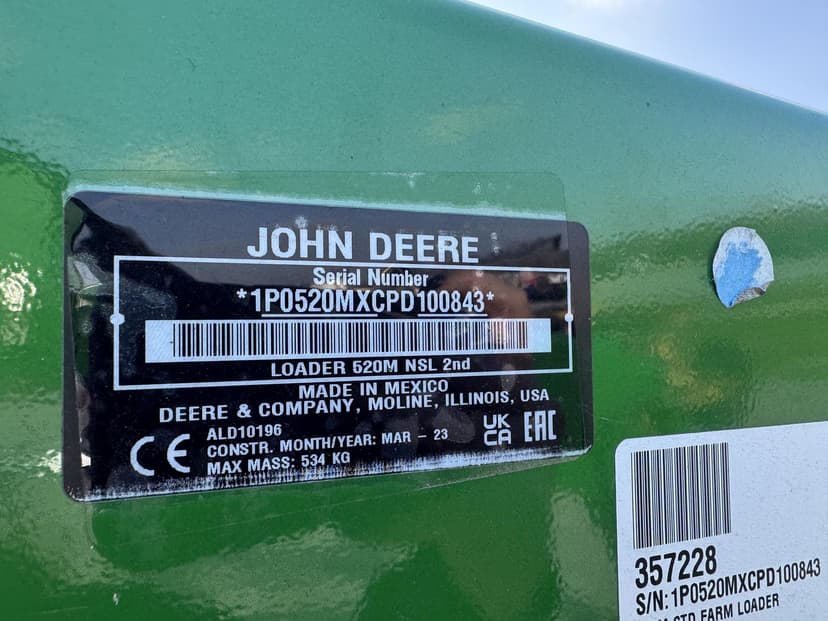 JOHN DEERE
Serial Number
*1P0520MXCPD100843*
LOADER 520M NSL 2nd
MADE IN MEXICO
DEERE & COMPANY, MOLINE, ILLINOIS, USA
ALD10196
CONSTR. MONTH/YEAR: MAR - 23
MAX MASS: 534 KG
CE
UK
CA
EAC
357228
S/N: 1P0520MXCPD100843
STD FARM LOADER